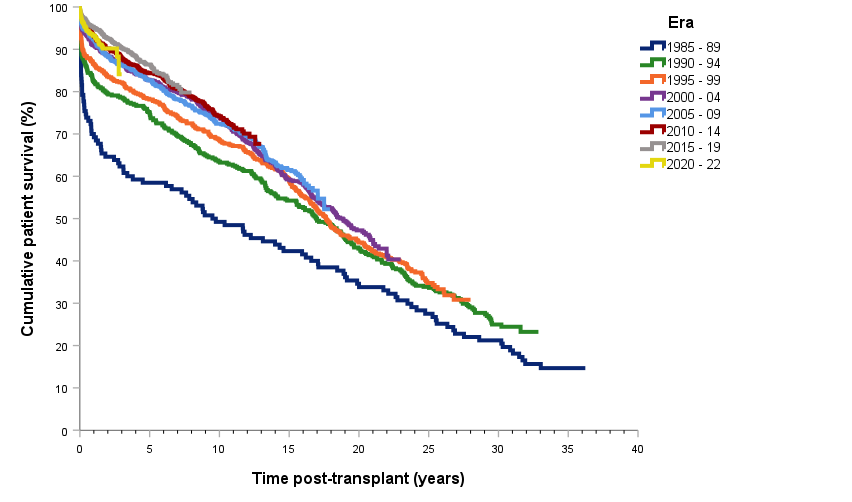 100
90
80
70
60
50
40
30
20
10
0
Cumulative patient survival (%)
0 5 10 15 20 25 30 35 40
Time post-transplant (years)
Era
1985 - 89
1990 - 94
1995 - 99
2000 - 04
2005 - 09
2010 - 14
2015 - 19
2020 - 22